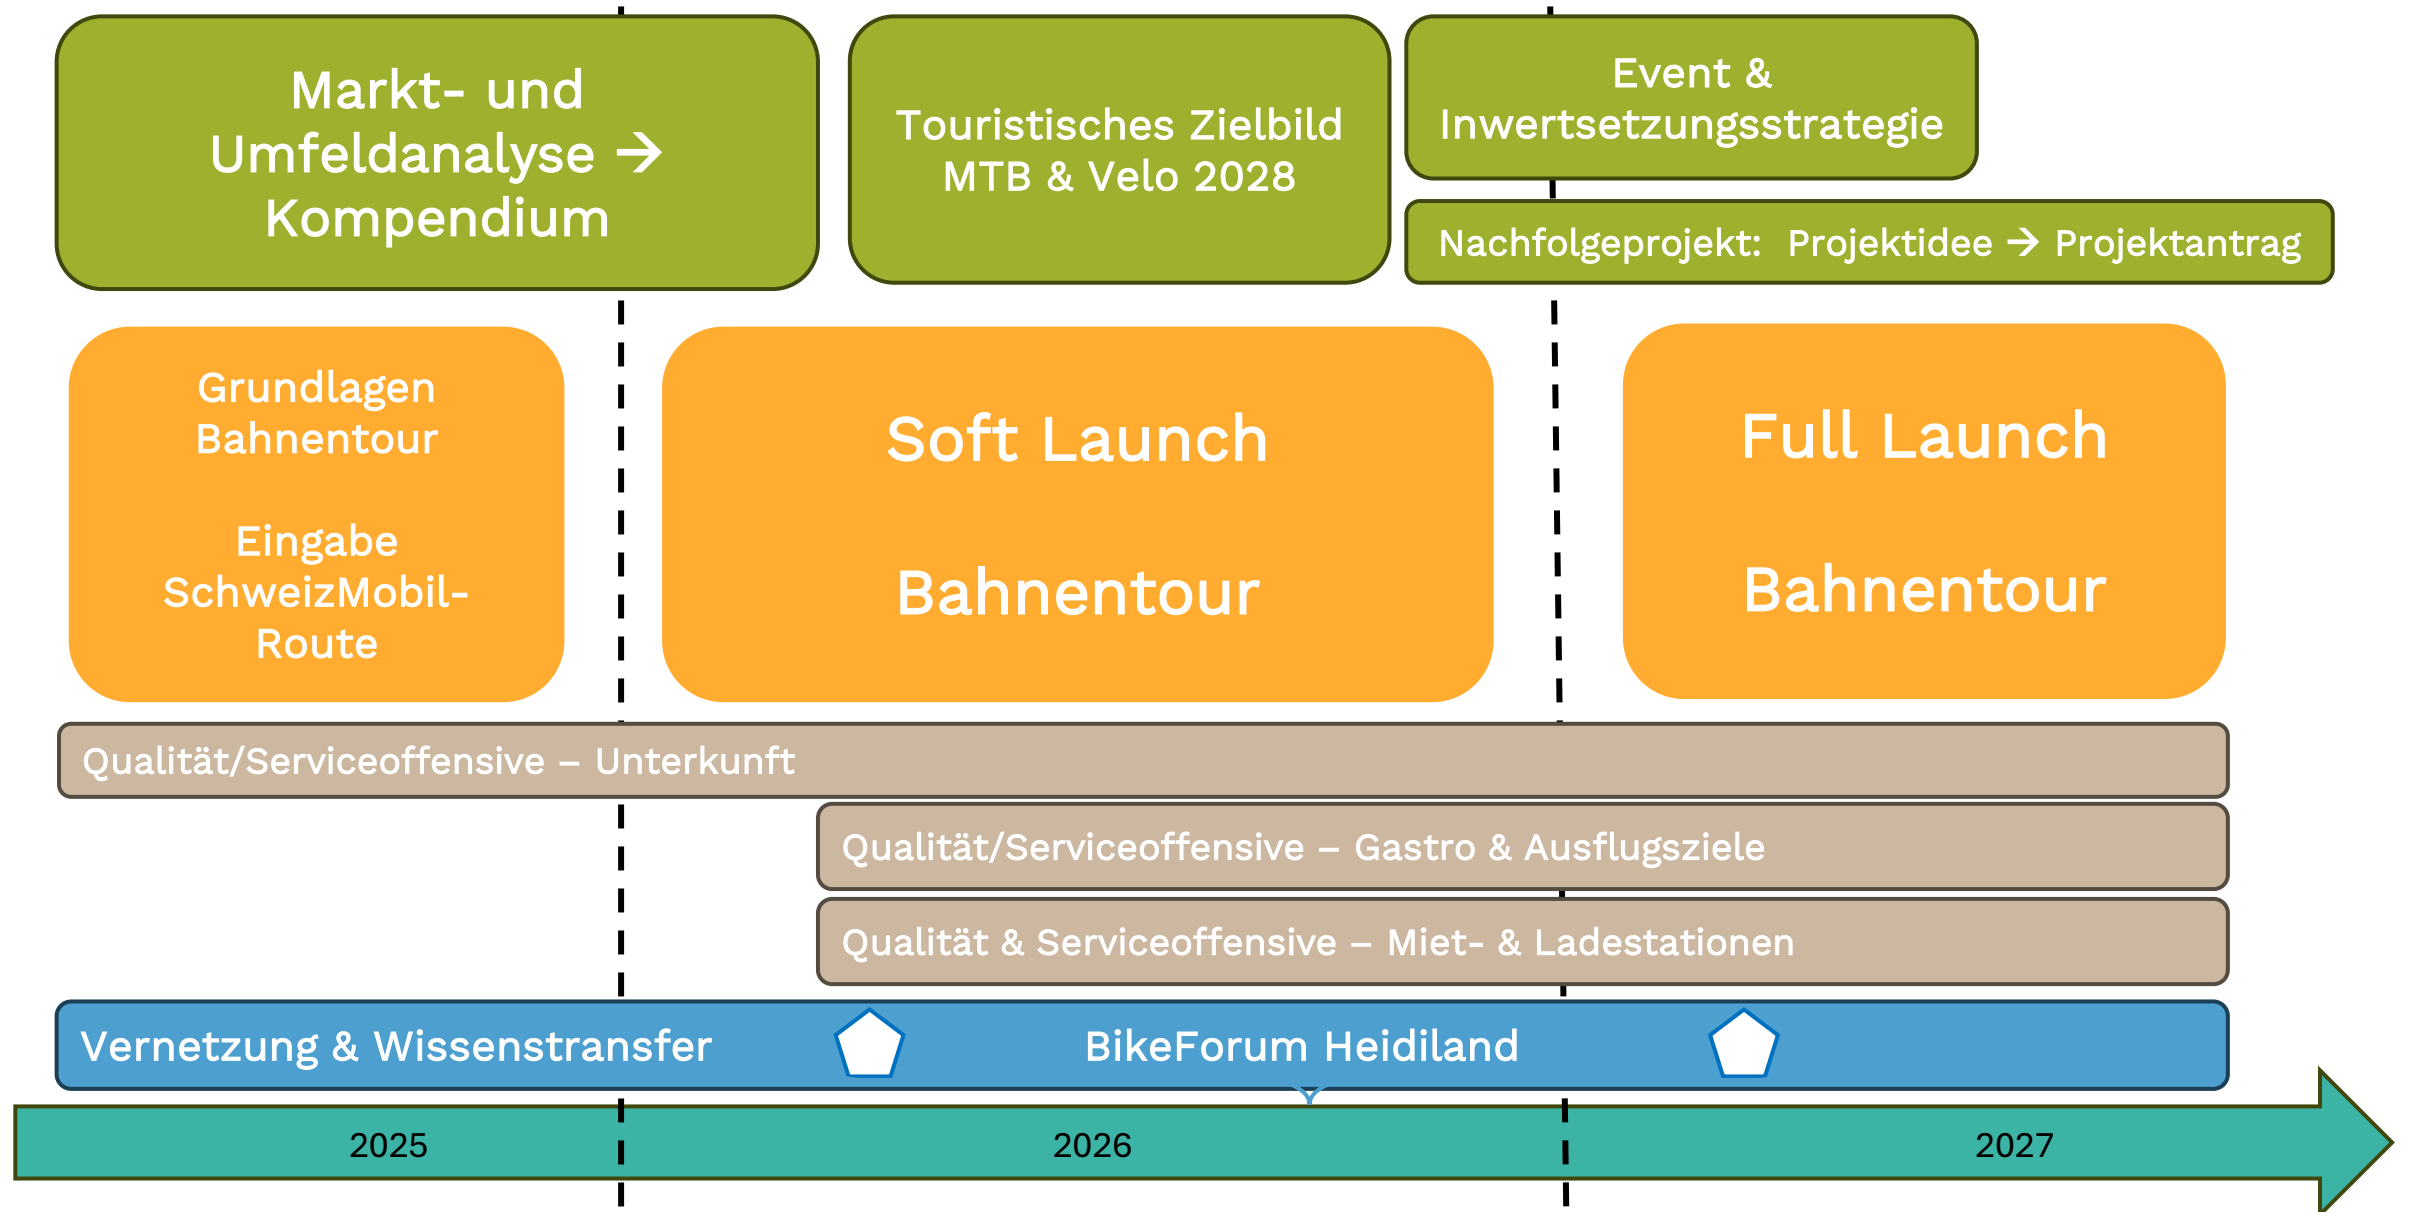 Markt- und
Umfeldanalyse →
Kompendium
Touristisches Zielbild
MTB & Velo 2028
Event &
Inwertsetzungsstrategie
Nachfolgeprojekt: Projektidee → Projektantrag
Grundlagen
Bahnentour
Eingabe
SchweizMobil-
Route
Soft Launch
Bahnentour
Full Launch
Bahnentour
Qualität/Serviceoffensive – Unterkunft
Qualität/Serviceoffensive – Gastro & Ausflugsziele
Qualität & Serviceoffensive – Miet- & Ladestationen
Vernetzung & Wissenstransfer
BikeForum Heidiland
2025
2026
2027